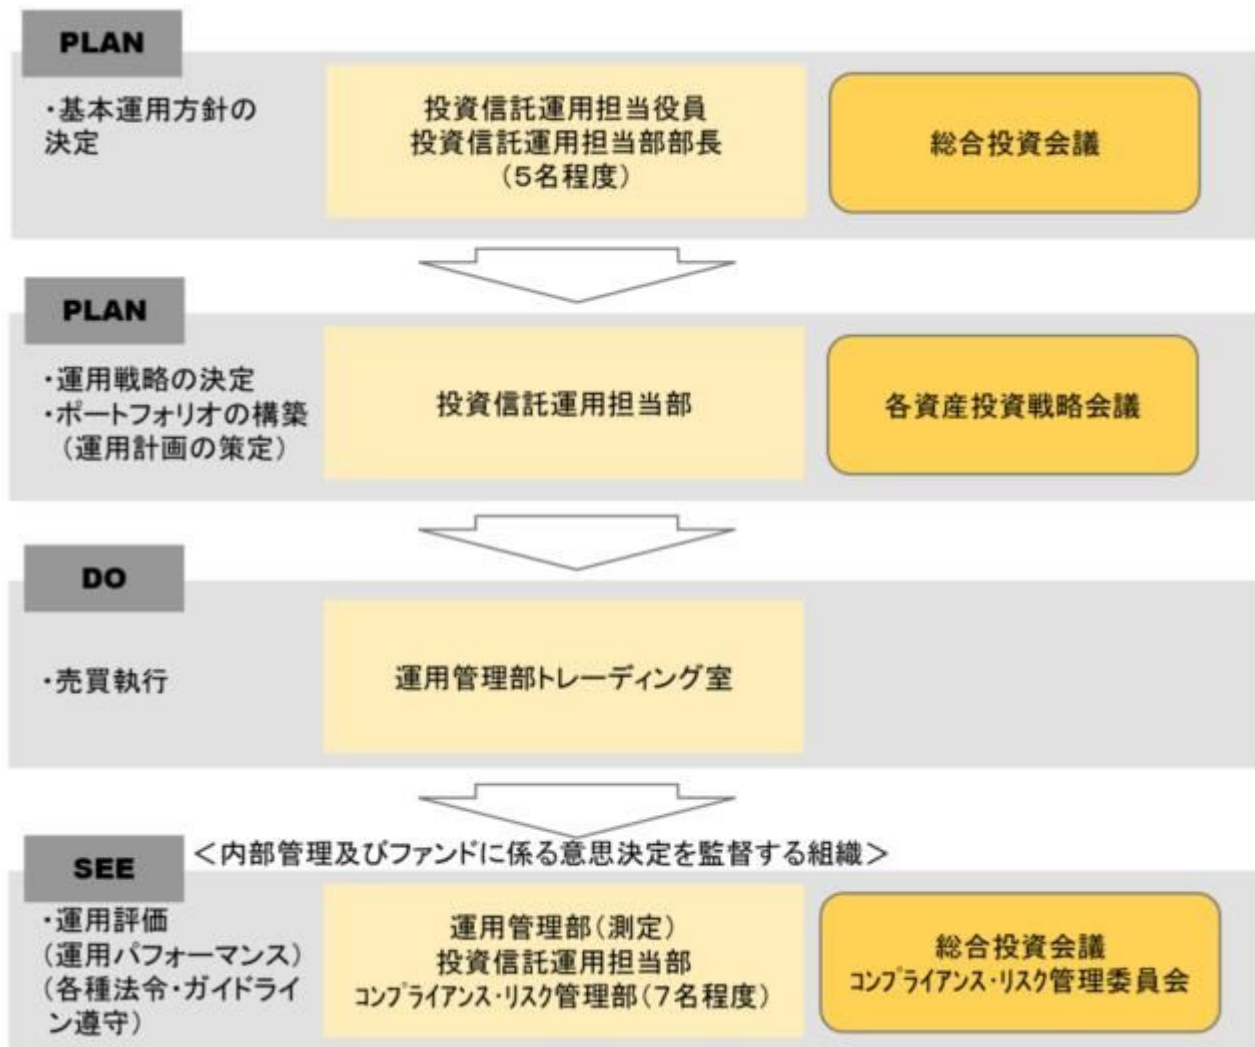 PLAN
・基本運用方針の
決定
投資信託運用担当役員
投資信託運用担当部部長
(5名程度)
総合投資会議
PLAN
・運用戦略の決定
・ポートフォリオの構築
(運用計画の策定)
投資信託運用担当部
各資産投資戦略会議
DO
・売買執行
運用管理部トレーディング室
SEE
＜内部管理及びファンドに係る意思決定を監督する組織＞
・運用評価
(運用パフォーマンス)
(各種法令・ガイドライ
ン遵守)
運用管理部(測定)
投資信託運用担当部
ｺﾝﾌﾟﾗｲｱﾝｽ・ﾘｽｸ管理部(7名程度)
総合投資会議
ｺﾝﾌﾟﾗｲｱﾝｽ・ﾘｽｸ管理委員会